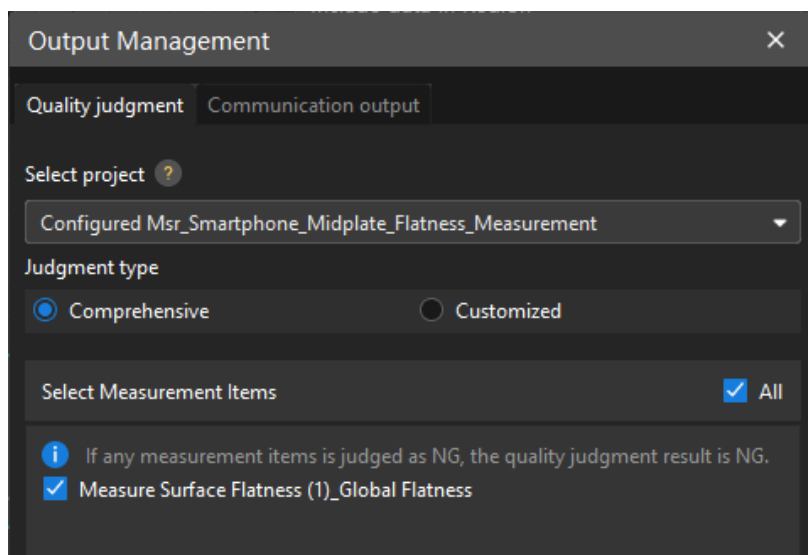 Output Management
Quality judgment Communication output
Select project ?
Configured Msr_Smartphone_Midplate_Flatness_Measurement
Judgment type
Comprehensive Customized
Select Measurement Items All
If any measurement items is judged as NG, the quality judgment result is NG.
Measure Surface Flatness (1)_Global Flatness